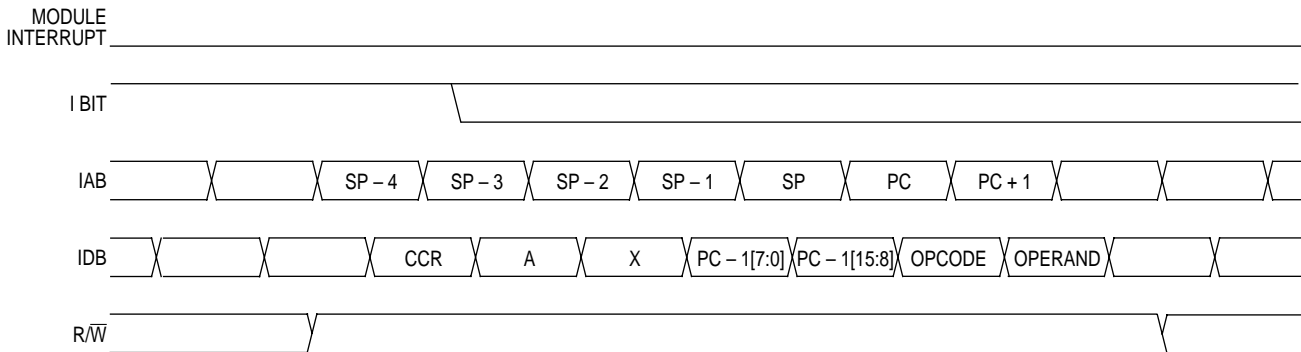 MODULE
INTERRUPT
I BIT
IAB SP – 4 SP – 3 SP – 2 SP – 1 SP PC PC + 1
IDB CCR A X PC – 1[7:0] PC – 1[15:8] OPCODE OPERAND
R/W̅